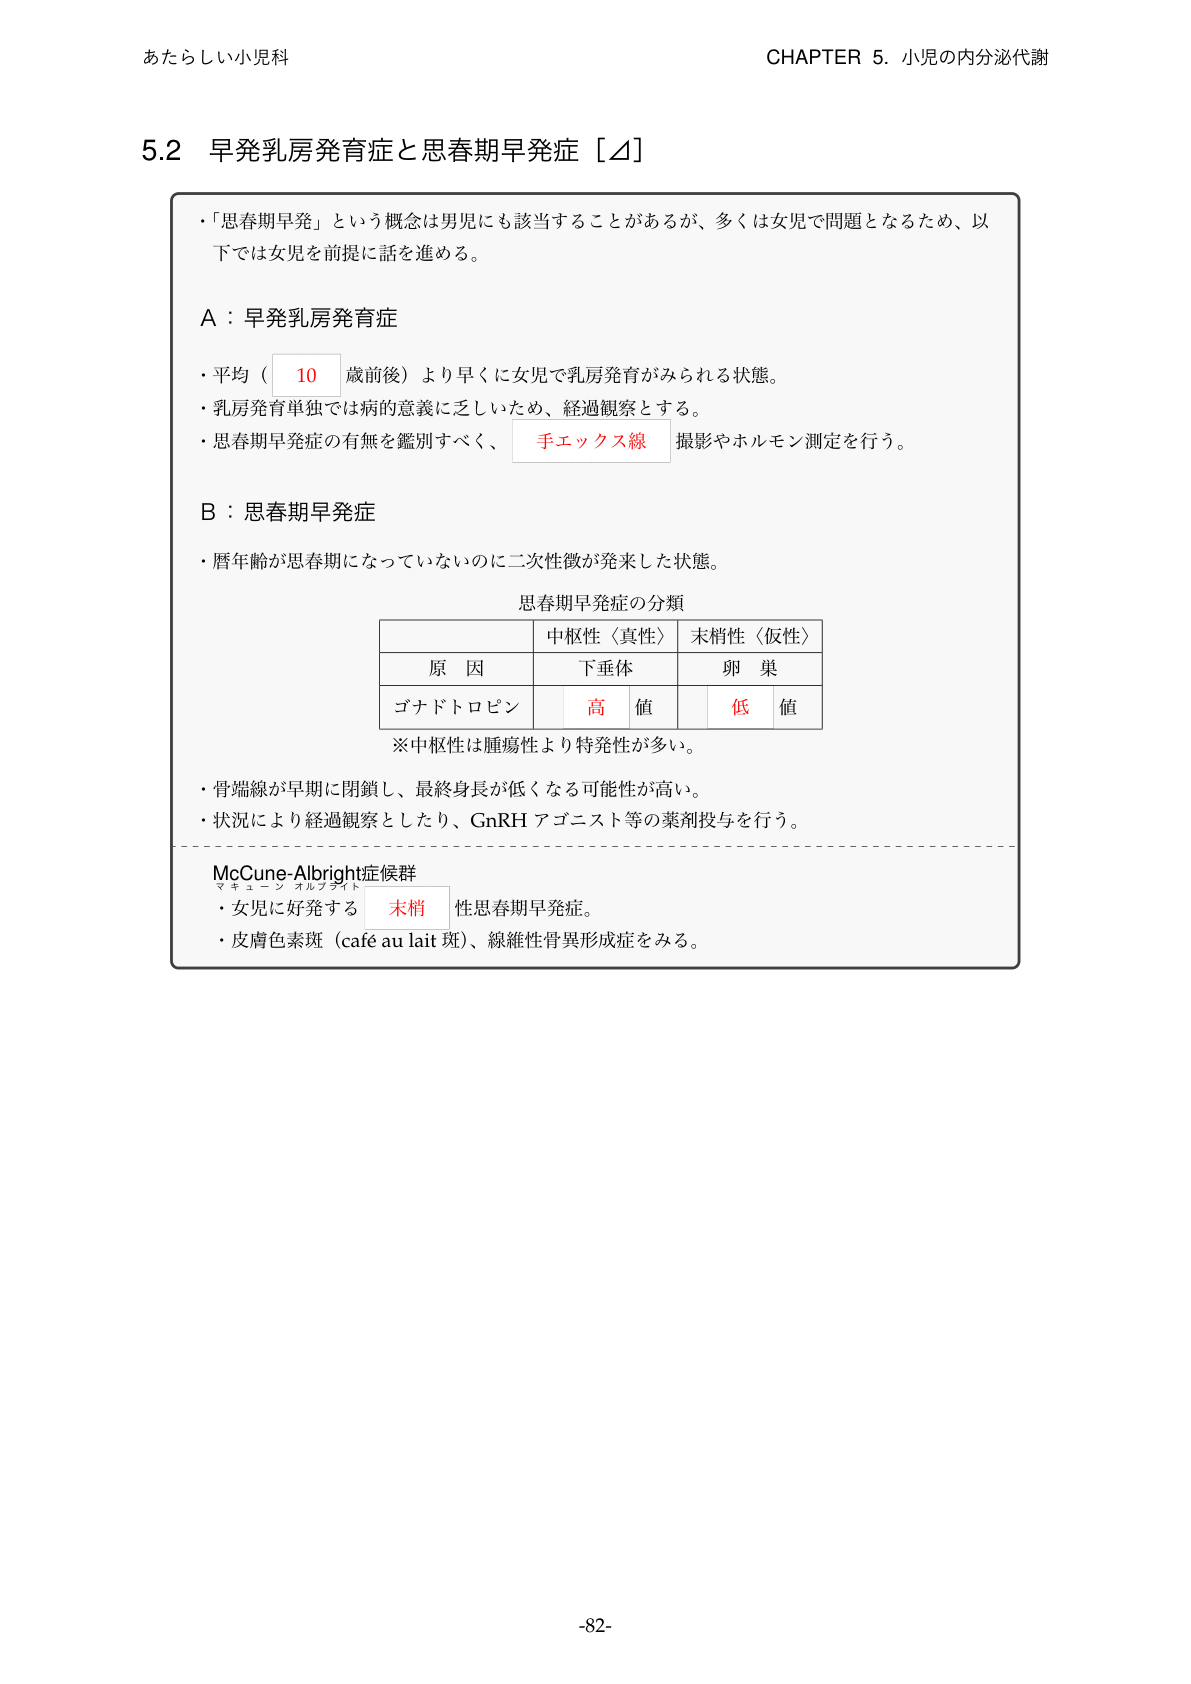 あたらしい小児科
CHAPTER 5. 小児の内分泌代謝
5.2 早発乳房発育症と思春期早発症［⊿］
・「思春期早発」という概念は男児にも該当することがあるが、多くは女児で問題となるため、以
下では女児を前提に話を進める。
A：早発乳房発育症
・平均（ 10 歳前後）より早くに女児で乳房発育がみられる状態。
・乳房発育単独では病的意義に乏しいため、経過観察とする。
・思春期早発症の有無を鑑別すべく、 手エックス線 撮影やホルモン測定を行う。
B：思春期早発症
・暦年齢が思春期になっていないのに二次性徴が発来した状態。
思春期早発症の分類
中枢性〈真性〉 末梢性〈仮性〉
原 因 下垂体 卵 巣
ゴナドトロピン 高 値 低 値
※中枢性は腫瘍性より特発性が多い。
・骨端線が早期に閉鎖し、最終身長が低くなる可能性が高い。
・状況により経過観察としたり、GnRH アゴニスト等の薬剤投与を行う。
McCune-Albright症候群
マキューン オルブライト
・女児に好発する 末梢 性思春期早発症。
・皮膚色素斑（café au lait 斑）、線維性骨異形成症をみる。
-82-